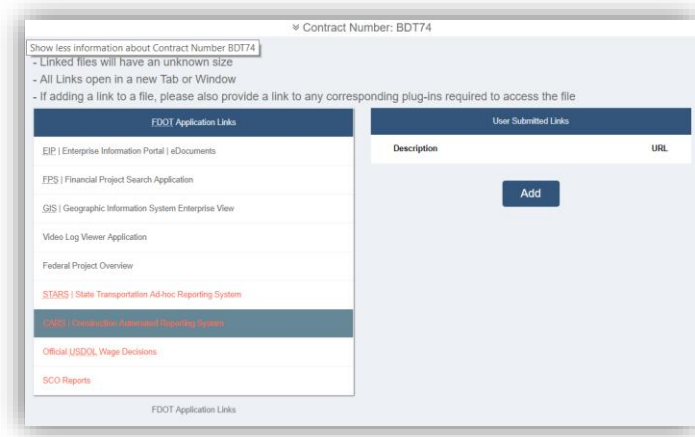 ¥ Contract Number: BDT74
Show less information about Contract Number BDT74
- Linked files will have an unknown size
- All Links open in a new Tab or Window
- If adding a link to a file, please also provide a link to any corresponding plug-ins required to access the file
FDOT Application Links
EIP | Enterprise Information Portal | eDocuments
FPS | Financial Project Search Application
GIS | Geographic Information System Enterprise View
Video Log Viewer Application
Federal Project Overview
STARS | State Transportation Ad-hoc Reporting System
CARS | Construction Automated Reporting System
Official USDOL Wage Decisions
SCO Reports
FDOT Application Links
User Submitted Links
Description URL
Add